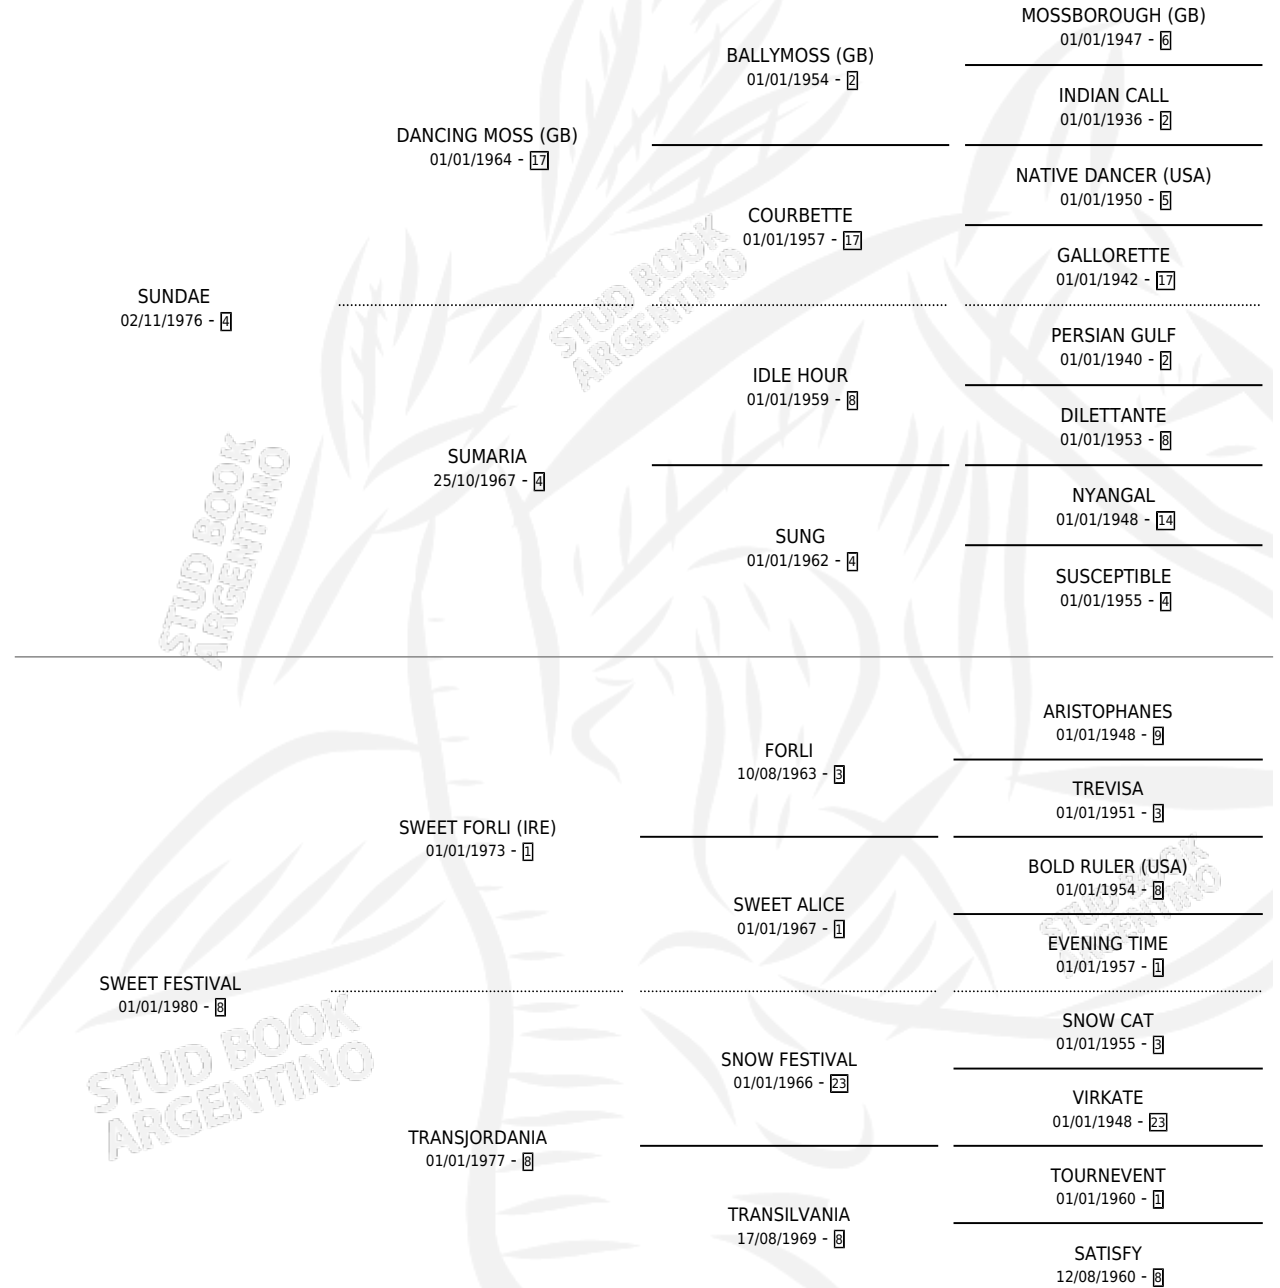 MOSSBOROUGH (GB)
01/01/1947 - 6
BALLYMOSS (GB)
01/01/1954 - 2
INDIAN CALL
01/01/1936 - 2
DANCING MOSS (GB)
01/01/1964 - 17
NATIVE DANCER (USA)
01/01/1950 - 5
COURBETTE
01/01/1957 - 17
GALLORETTE
01/01/1942 - 17
SUNDAE
02/11/1976 - 4
STUD BOOK
ARGENTINO
PERSIAN GULF
01/01/1940 - 2
IDLE HOUR
01/01/1959 - 8
DILETTANTE
01/01/1953 - 8
SUMARIA
25/10/1967 - 4
NYANGAL
01/01/1948 - 14
SUNG
01/01/1962 - 4
SUSCEPTIBLE
01/01/1955 - 4
STUD BOOK
ARGENTINO
ARISTOPHANES
01/01/1948 - 9
FORLI
10/08/1963 - 3
TREVISA
01/01/1951 - 3
SWEET FORLI (IRE)
01/01/1973 - 1
BOLD RULER (USA)
01/01/1954 - 8
SWEET ALICE
01/01/1967 - 1
STUD BOOK
ARGENTINO
EVENING TIME
01/01/1957 - 1
SWEET FESTIVAL
01/01/1980 - 8
SNOW CAT
01/01/1955 - 3
SNOW FESTIVAL
01/01/1966 - 23
STUD BOOK
ARGENTINO
VIRKATE
01/01/1948 - 23
TRANSJORDANIA
01/01/1977 - 8
TOURNEVENT
01/01/1960 - 1
TRANSILVANIA
17/08/1969 - 8
SATISFY
12/08/1960 - 8